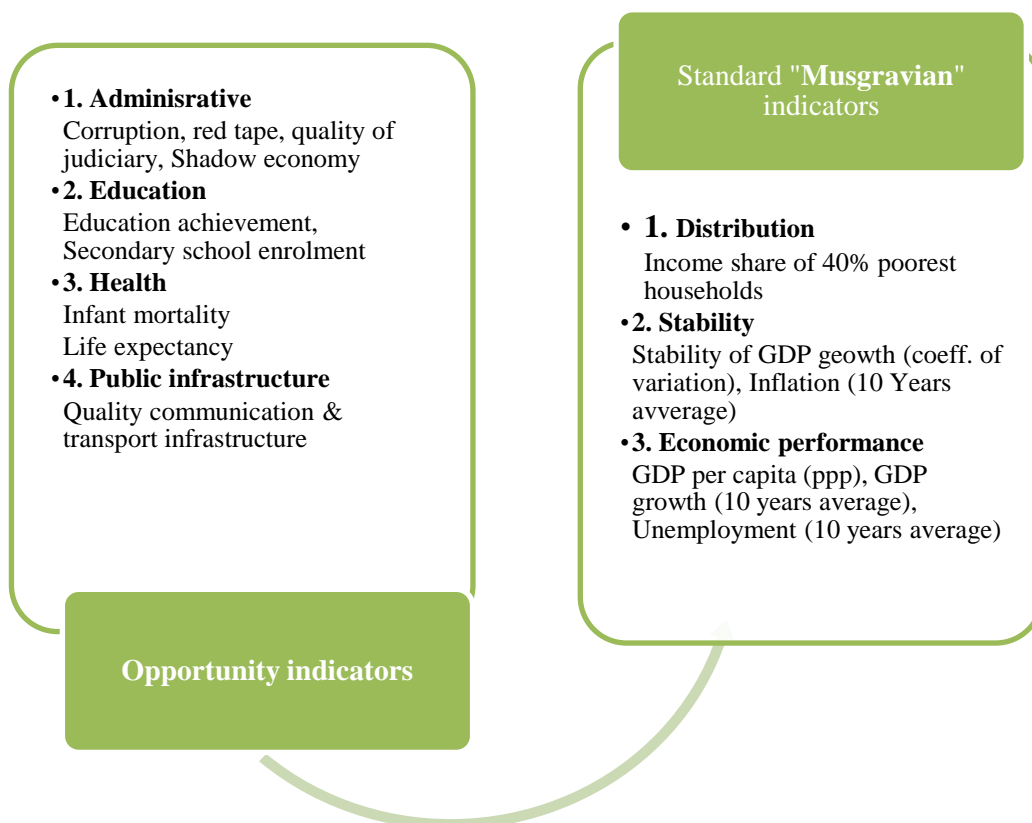 •1. Adminisrative
Corruption, red tape, quality of
judiciary, Shadow economy
•2. Education
Education achievement,
Secondary school enrolment
•3. Health
Infant mortality
Life expectancy
•4. Public infrastructure
Quality communication &
transport infrastructure
Opportunity indicators
Standard "Musgravian"
indicators
• 1. Distribution
Income share of 40% poorest
households
•2. Stability
Stability of GDP geowth (coeff. of
variation), Inflation (10 Years
avverage)
•3. Economic performance
GDP per capita (ppp), GDP
growth (10 years average),
Unemployment (10 years average)